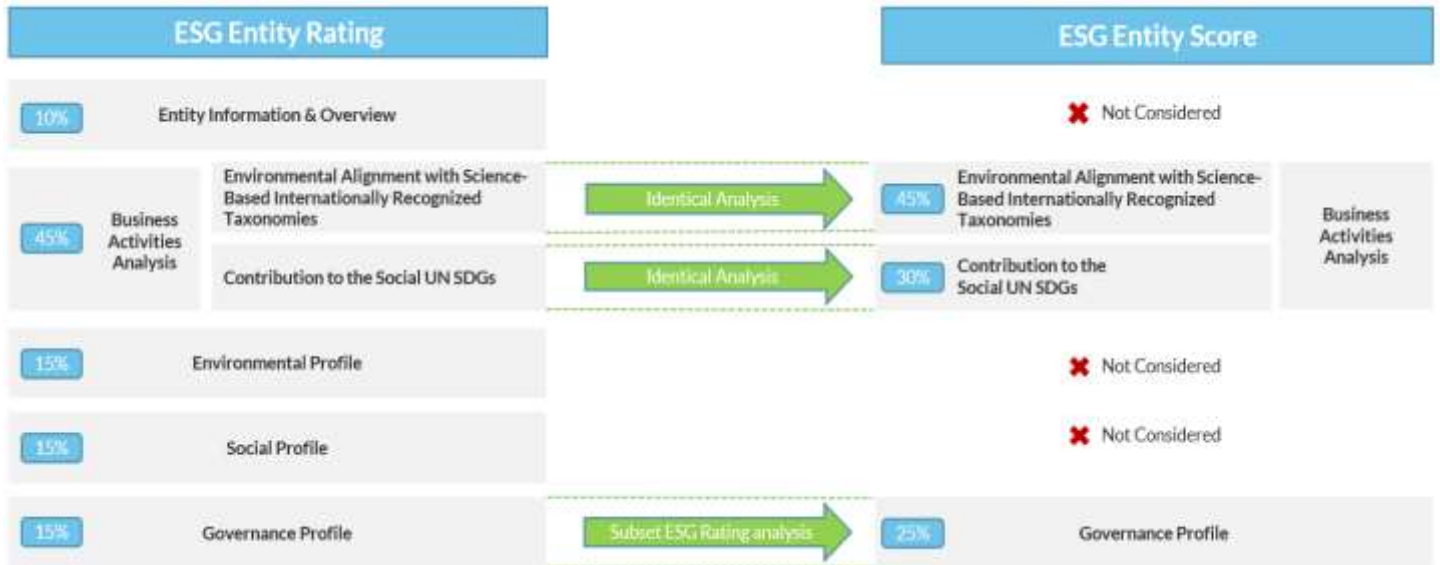 ESG Entity Rating
ESG Entity Score
10%
Entity Information & Overview
Not Considered
45%
Business
Activities
Analysis
Environmental Alignment with Science-
Based Internationally Recognized
Taxonomies
Identical Analysis
45%
Environmental Alignment with Science-
Based Internationally Recognized
Taxonomies
Business
Activities
Analysis
Contribution to the Social UN SDGs
Identical Analysis
30%
Contribution to the
Social UN SDGs
15%
Environmental Profile
Not Considered
15%
Social Profile
Not Considered
15%
Governance Profile
Subset ESG Rating analysis
25%
Governance Profile